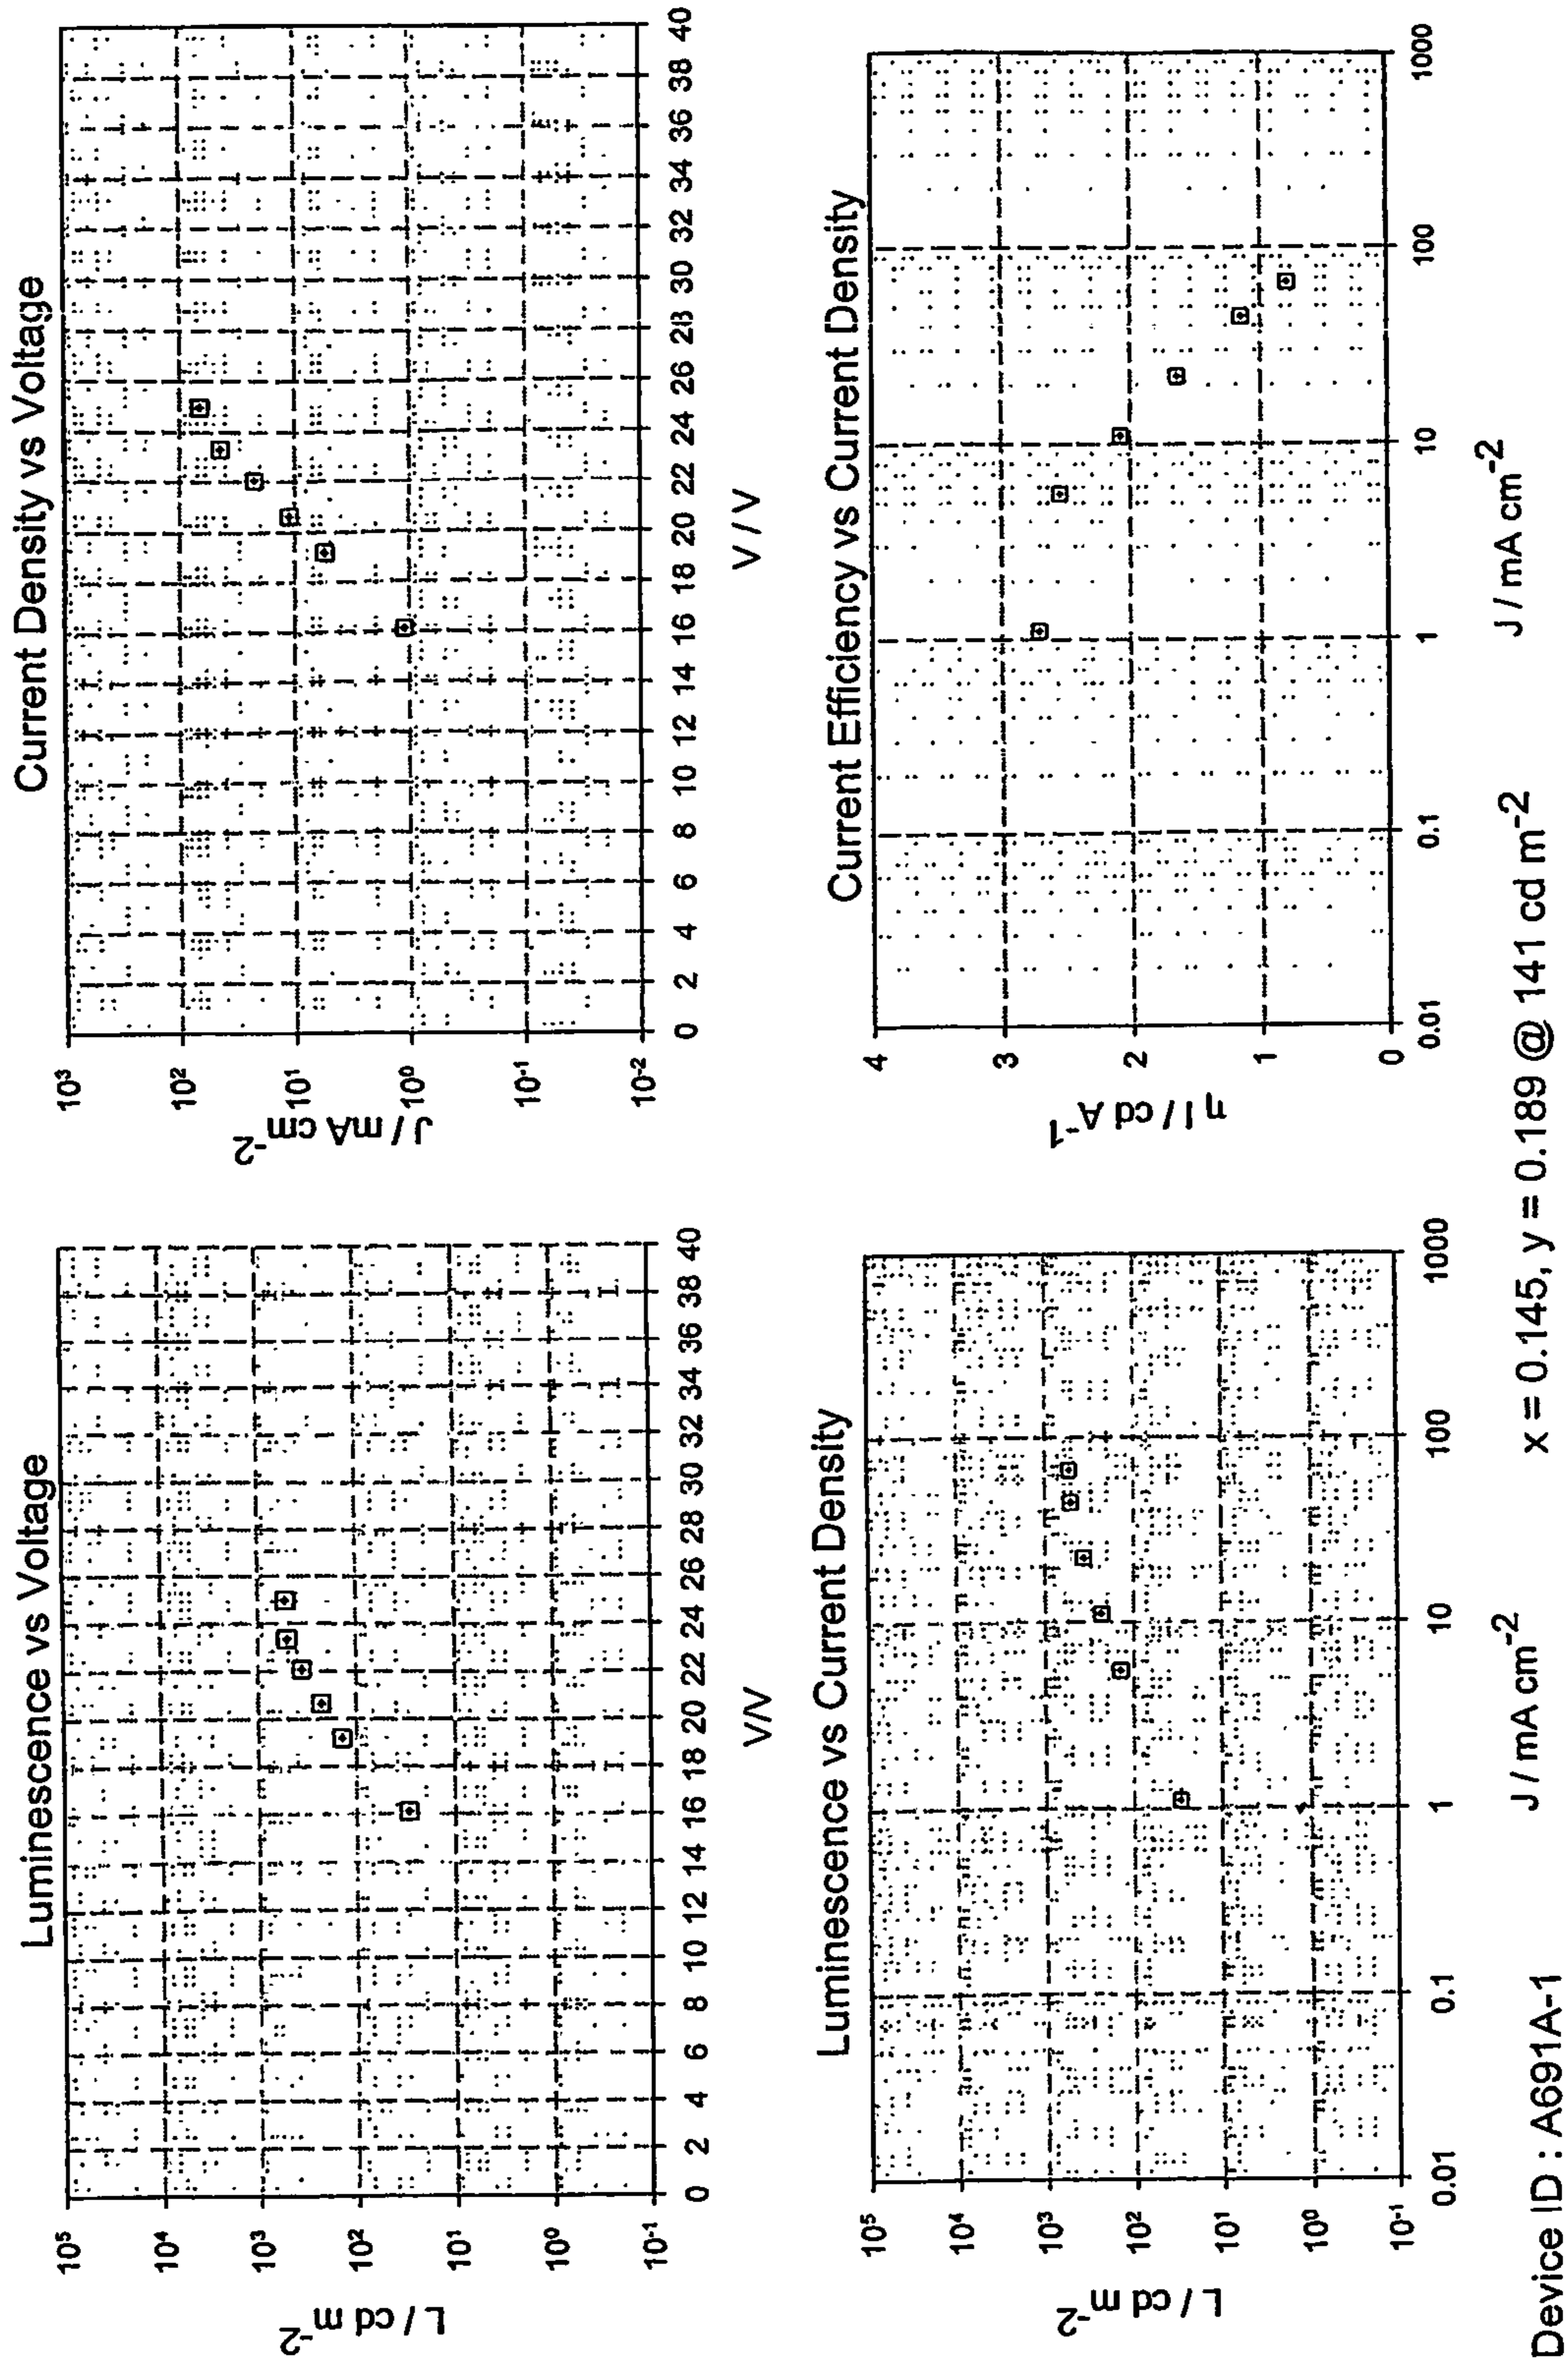 Luminescence vs Voltage
L / cd m⁻²
10⁵
10⁴
10³
10²
10¹
10⁰
10⁻¹
0 2 4 6 8 10 12 14 16 18 20 22 24 26 28 30 32 34 36 38 40
V/V
Current Density vs Voltage
J / mA cm⁻²
10³
10²
10¹
10⁰
10⁻¹
10⁻²
0 2 4 6 8 10 12 14 16 18 20 22 24 26 28 30 32 34 36 38 40
V / V
Luminescence vs Current Density
L / cd m⁻²
10⁵
10⁴
10³
10²
10¹
10⁰
10⁻¹
0.01 0.1 1 10 100 1000
J / mA cm⁻²
Current Efficiency vs Current Density
η I / cd A⁻¹
4
3
2
1
0
0.01 0.1 1 10 100 1000
J / mA cm⁻²
Device ID : A691A-1 x = 0.145, y = 0.189 @ 141 cd m⁻²